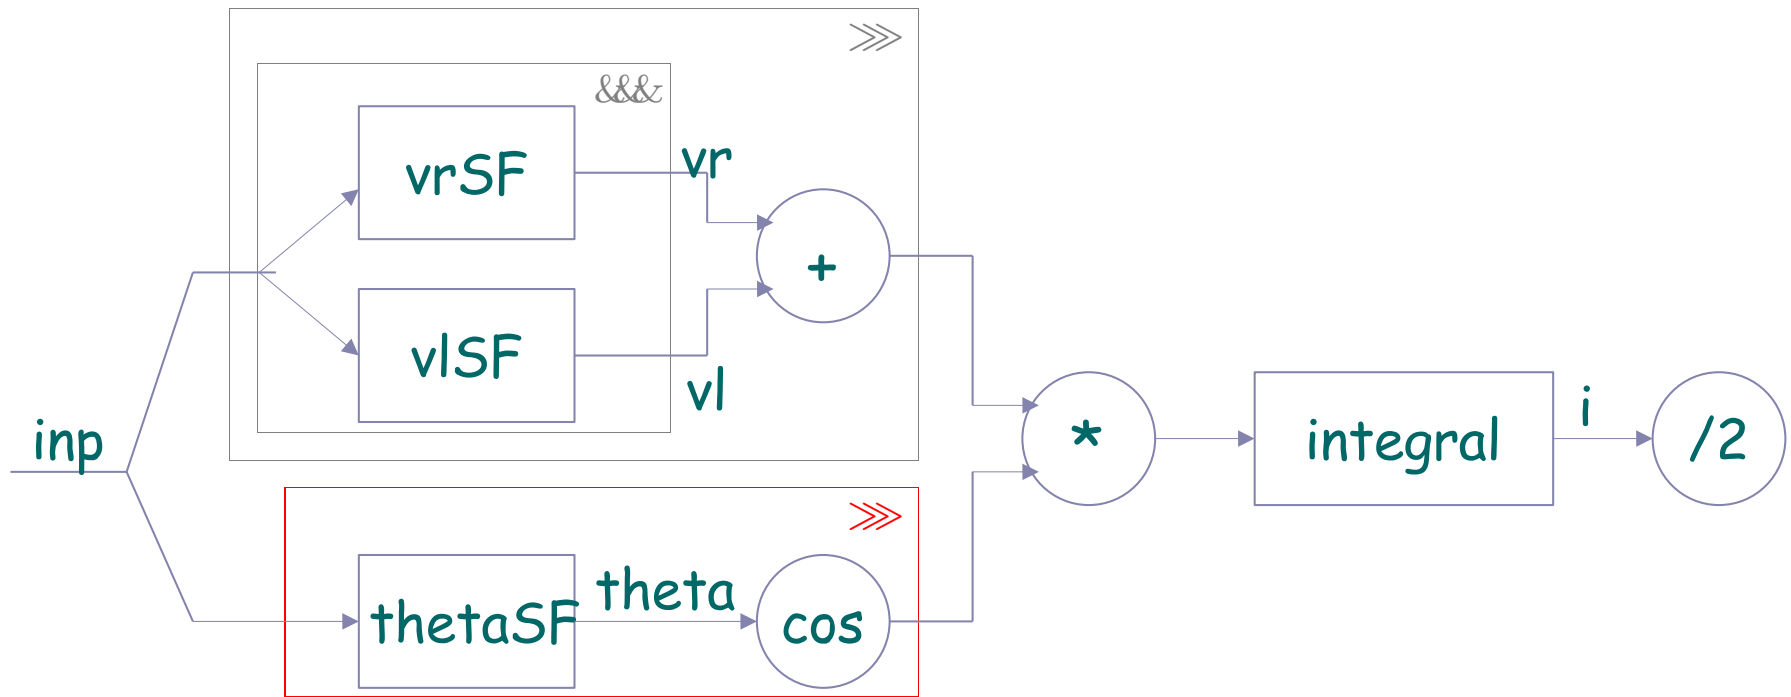 >>>
&&&
vrSF
vr
+
vlSF
vl
inp
*
integral
i
/2
>>>
thetaSF
theta
cos